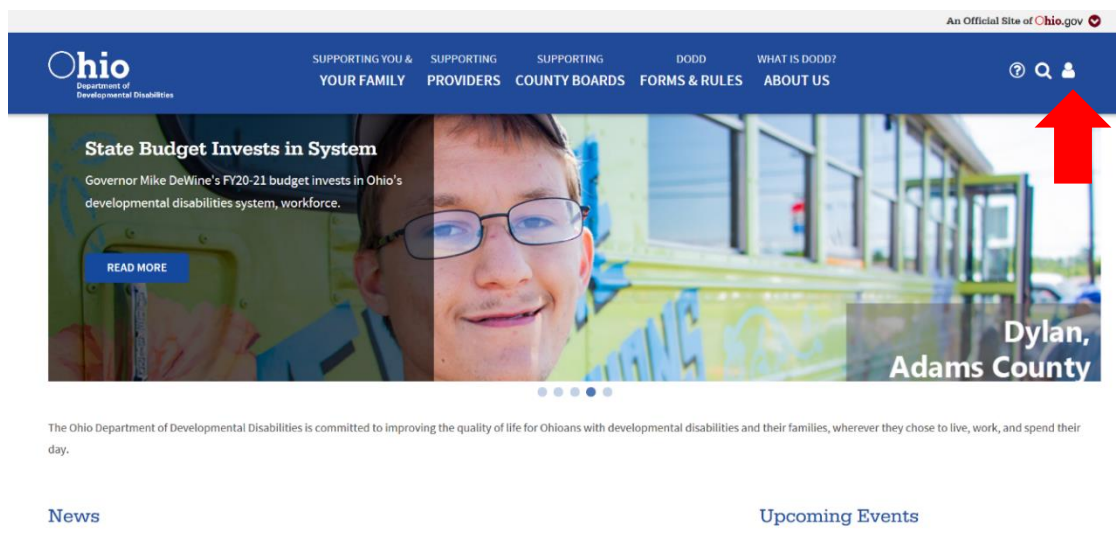 An Official Site of Ohio.gov
Ohio
Department of
Developmental Disabilities
SUPPORTING YOU &
YOUR FAMILY
SUPPORTING
PROVIDERS
SUPPORTING
COUNTY BOARDS
DODD
FORMS & RULES
WHAT IS DODD?
ABOUT US
State Budget Invests in System
Governor Mike DeWine's FY20-21 budget invests in Ohio's
developmental disabilities system, workforce.
READ MORE
Dylan,
Adams County
The Ohio Department of Developmental Disabilities is committed to improving the quality of life for Ohioans with developmental disabilities and their families, wherever they chose to live, work, and spend their
day.
News
Upcoming Events